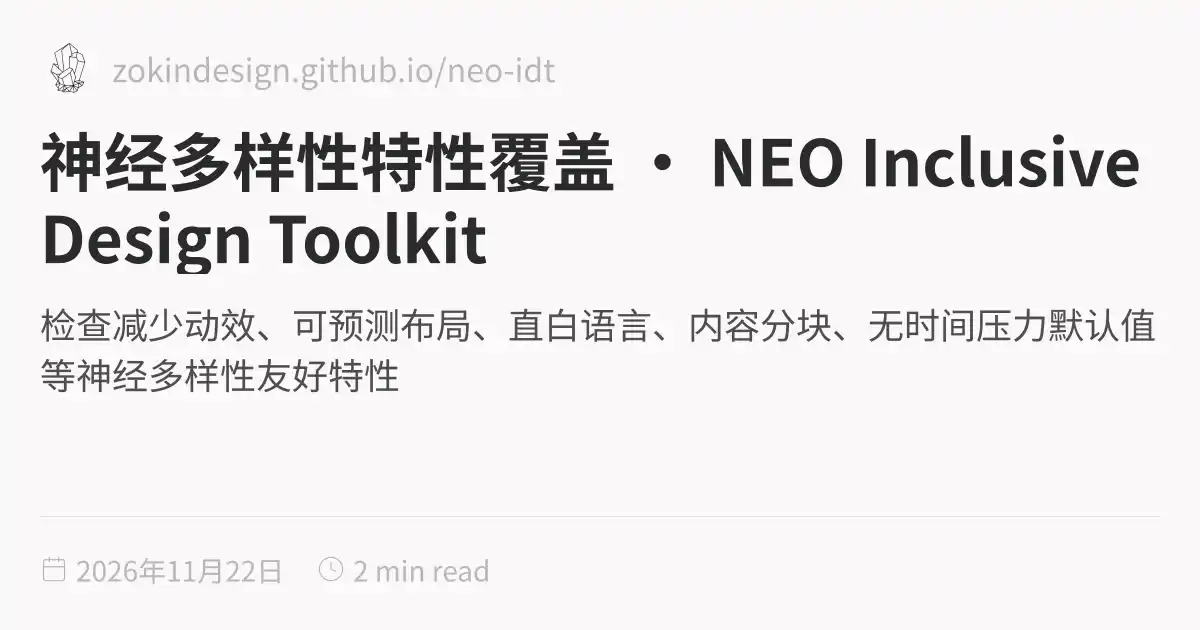 zokindesign.github.io/neo-idt
神经多样性特性覆盖 · NEO Inclusive
Design Toolkit
检查减少动效、可预测布局、直白语言、内容分块、无时间压力默认值
等神经多样性友好特性
2026年11月22日 2 min read